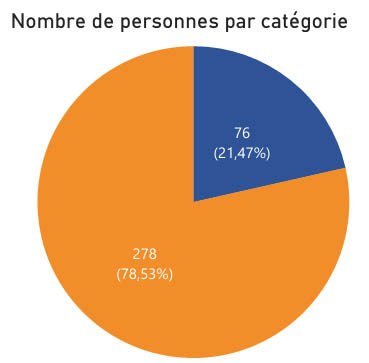 Nombre de personnes par catégorie
76
(21,47%)
278
(78,53%)